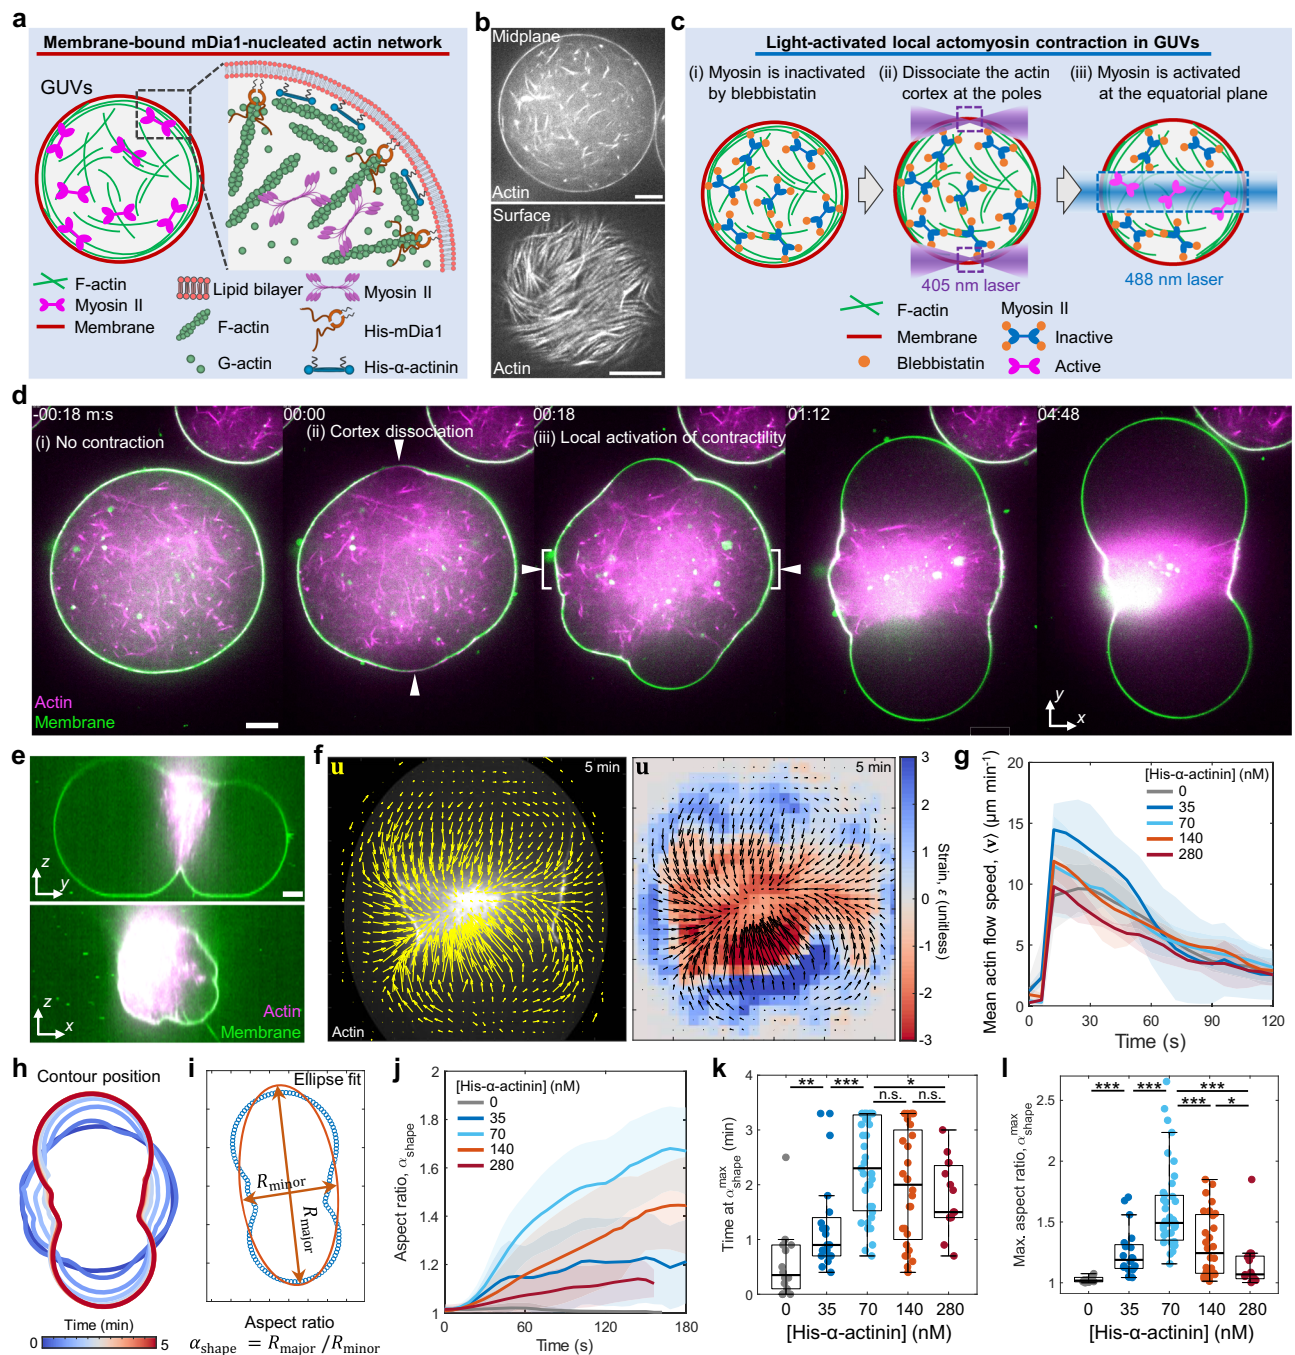 a
Membrane-bound mDia1-nucleated actin network
GUVs
F-actin
Myosin II
Membrane
Lipid bilayer
F-actin
G-actin
Myosin II
His-mDia1
His-α-actinin
b
Midplane
Actin
Surface
Actin
c
Light-activated local actomyosin contraction in GUVs
(i) Myosin is inactivated
by blebbistatin
(ii) Dissociate the actin
cortex at the poles
(iii) Myosin is activated
at the equatorial plane
405 nm laser
488 nm laser
F-actin
Membrane
Blebbistatin
Myosin II
Inactive
Active
d
-00:18 m:s
(i) No contraction
00:00
(ii) Cortex dissociation
00:18
(iii) Local activation of contractility
01:12
04:48
Actin
Membrane
y
x
e
z
y
z
x
Actin
Membrane
f
u
5 min
Actin
u
5 min
3
2
1
0
-1
-2
-3
Strain, ε (unitless)
g
Mean actin flow speed, ⟨v⟩ (μm min⁻¹)
20
15
10
5
0
[His-α-actinin] (nM)
0
35
70
140
280
0 30 60 90 120
Time (s)
h
Contour position
Time (min)
0 5
i
Ellipse fit
R_minor
R_major
Aspect ratio
α_shape = R_major / R_minor
j
Aspect ratio, α_shape
2
1.8
1.6
1.4
1.2
1
[His-α-actinin] (nM)
0
35
70
140
280
0 60 120 180
Time (s)
k
Time at α_shape^max (min)
4
3
2
1
0
** *** *
n.s. n.s.
0 35 70 140 280
[His-α-actinin] (nM)
l
Max. aspect ratio, α_shape^max
2.5
2
1.5
1
*** *** ***
*** *
0 35 70 140 280
[His-α-actinin] (nM)